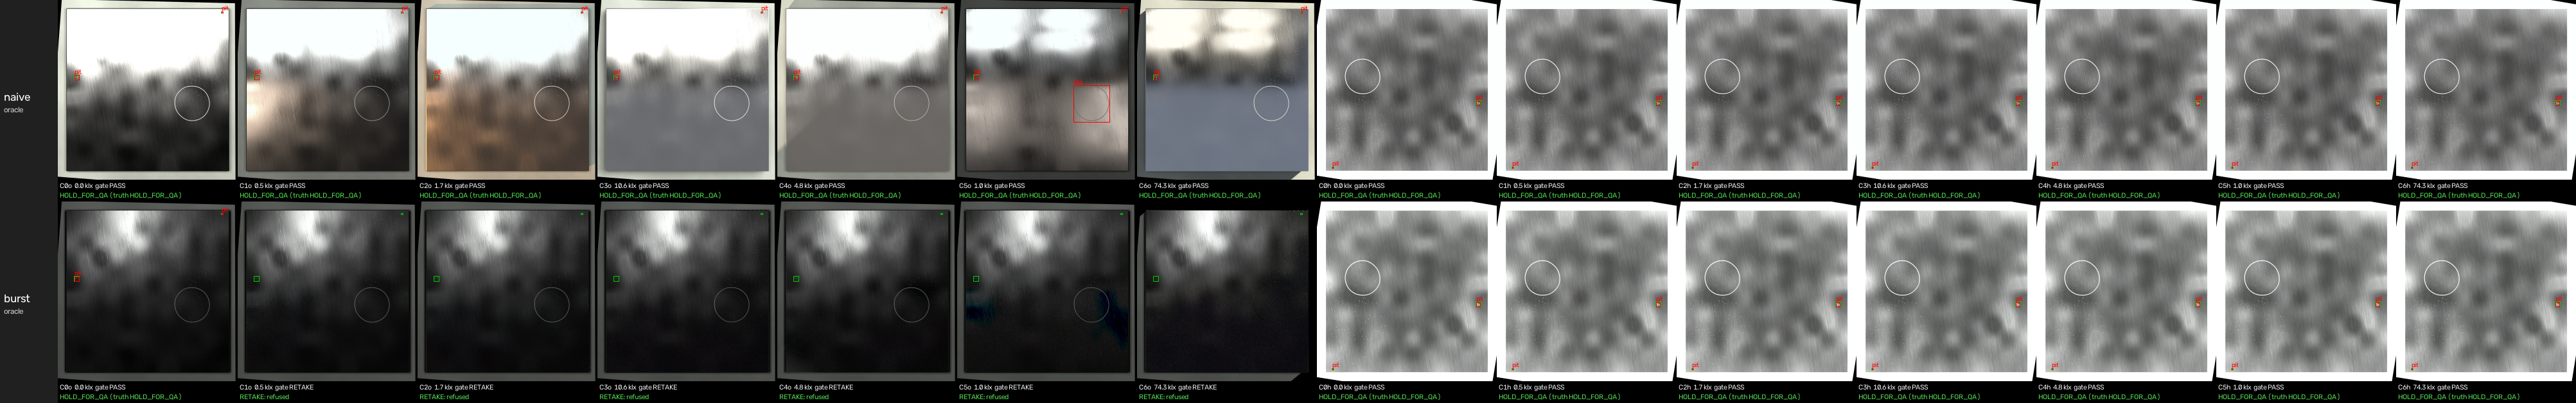 naive
oracle
C0o 0.0 klx gate PASS
HOLD_FOR_QA (truth HOLD_FOR_QA)
C1o 0.5 klx gate PASS
HOLD_FOR_QA (truth HOLD_FOR_QA)
C2o 1.7 klx gate PASS
HOLD_FOR_QA (truth HOLD_FOR_QA)
C3o 10.6 klx gate PASS
HOLD_FOR_QA (truth HOLD_FOR_QA)
C4o 4.8 klx gate PASS
HOLD_FOR_QA (truth HOLD_FOR_QA)
C5o 1.0 klx gate PASS
HOLD_FOR_QA (truth HOLD_FOR_QA)
C6o 74.3 klx gate PASS
HOLD_FOR_QA (truth HOLD_FOR_QA)
C0h 0.0 klx gate PASS
HOLD_FOR_QA (truth HOLD_FOR_QA)
C1h 0.5 klx gate PASS
HOLD_FOR_QA (truth HOLD_FOR_QA)
C2h 1.7 klx gate PASS
HOLD_FOR_QA (truth HOLD_FOR_QA)
C3h 10.6 klx gate PASS
HOLD_FOR_QA (truth HOLD_FOR_QA)
C4h 4.8 klx gate PASS
HOLD_FOR_QA (truth HOLD_FOR_QA)
C5h 1.0 klx gate PASS
HOLD_FOR_QA (truth HOLD_FOR_QA)
C6h 74.3 klx gate PASS
HOLD_FOR_QA (truth HOLD_FOR_QA)
burst
oracle
C0o 0.0 klx gate PASS
HOLD_FOR_QA (truth HOLD_FOR_QA)
C1o 0.5 klx gate RETAKE
RETAKE: refused
C2o 1.7 klx gate RETAKE
RETAKE: refused
C3o 10.6 klx gate RETAKE
RETAKE: refused
C4o 4.8 klx gate RETAKE
RETAKE: refused
C5o 1.0 klx gate RETAKE
RETAKE: refused
C6o 74.3 klx gate RETAKE
RETAKE: refused
C0h 0.0 klx gate PASS
HOLD_FOR_QA (truth HOLD_FOR_QA)
C1h 0.5 klx gate PASS
HOLD_FOR_QA (truth HOLD_FOR_QA)
C2h 1.7 klx gate PASS
HOLD_FOR_QA (truth HOLD_FOR_QA)
C3h 10.6 klx gate PASS
HOLD_FOR_QA (truth HOLD_FOR_QA)
C4h 4.8 klx gate PASS
HOLD_FOR_QA (truth HOLD_FOR_QA)
C5h 1.0 klx gate PASS
HOLD_FOR_QA (truth HOLD_FOR_QA)
C6h 74.3 klx gate PASS
HOLD_FOR_QA (truth HOLD_FOR_QA)